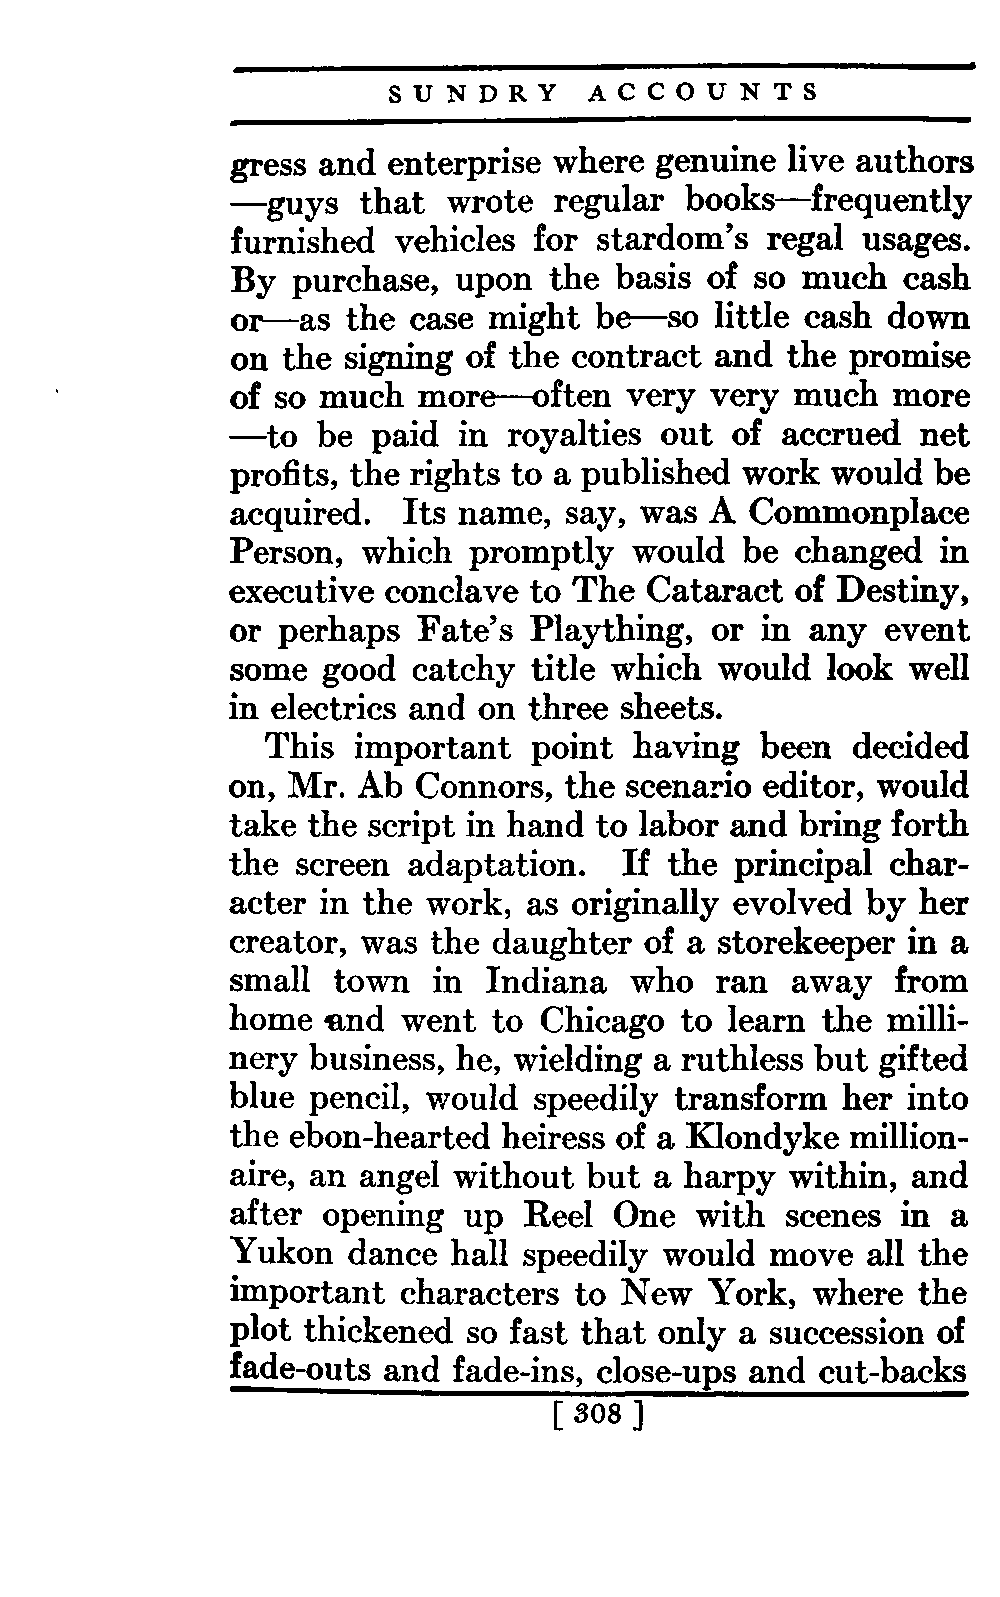 SUNDRY ACCOUNTS
gress and enterprise where genuine live authors
—guys that wrote regular books—frequently
furnished vehicles for stardom's regal usages.
By purchase, upon the basis of so much cash
or—as the case might be—so little cash down
on the signing of the contract and the promise
of so much more—often very very much more
—to be paid in royalties out of accrued net
profits, the rights to a published work would be
acquired. Its name, say, was A Commonplace
Person, which promptly would be changed in
executive conclave to The Cataract of Destiny,
or perhaps Fate's Plaything, or in any event
some good catchy title which would look well
in electrics and on three sheets.
This important point having been decided
on, Mr. Ab Connors, the scenario editor, would
take the script in hand to labor and bring forth
the screen adaptation. If the principal char-
acter in the work, as originally evolved by her
creator, was the daughter of a storekeeper in a
small town in Indiana who ran away from
home and went to Chicago to learn the milli-
nery business, he, wielding a ruthless but gifted
blue pencil, would speedily transform her into
the ebon-hearted heiress of a Klondyke million-
aire, an angel without but a harpy within, and
after opening up Reel One with scenes in a
Yukon dance hall speedily would move all the
important characters to New York, where the
plot thickened so fast that only a succession of
fade-outs and fade-ins, close-ups and cut-backs
[ 308 ]